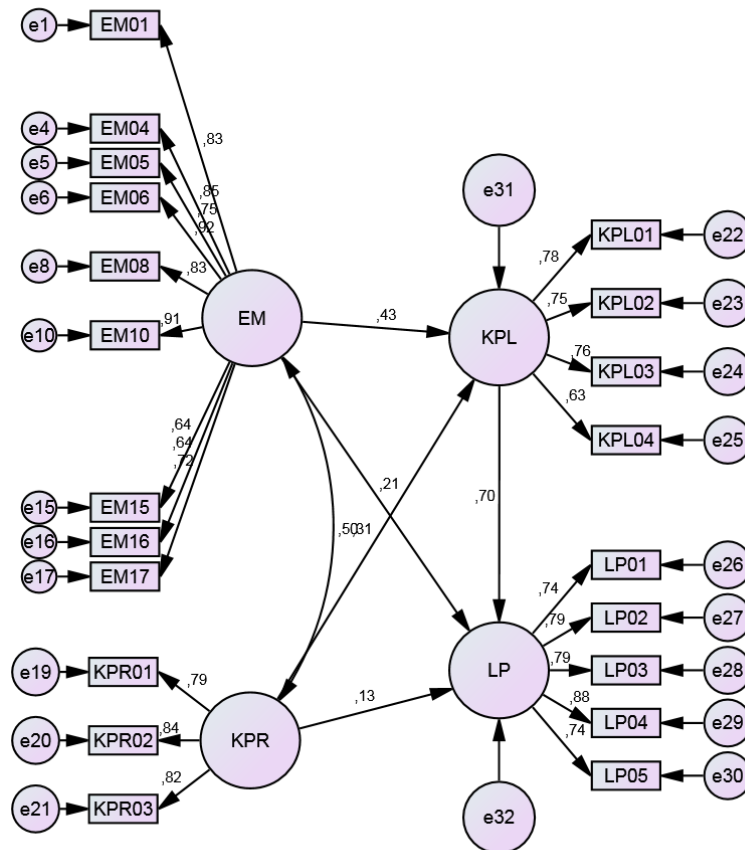 e1 EM01
,83
e4 EM04
e5 EM05
e6 EM06
,85
,75
,92
e8 EM08
,83
e10 EM10
,91
EM
,64
,64
,72
e15 EM15
e16 EM16
e17 EM17
,43
e31
KPL
,78
,75
,76
,63
KPL01 e22
KPL02 e23
KPL03 e24
KPL04 e25
,21
,70
,50
,31
e19 KPR01
,79
e20 KPR02
,84
e21 KPR03
,82
KPR
,13
LP
,74
,79
,79
,88
,74
LP01 e26
LP02 e27
LP03 e28
LP04 e29
LP05 e30
e32